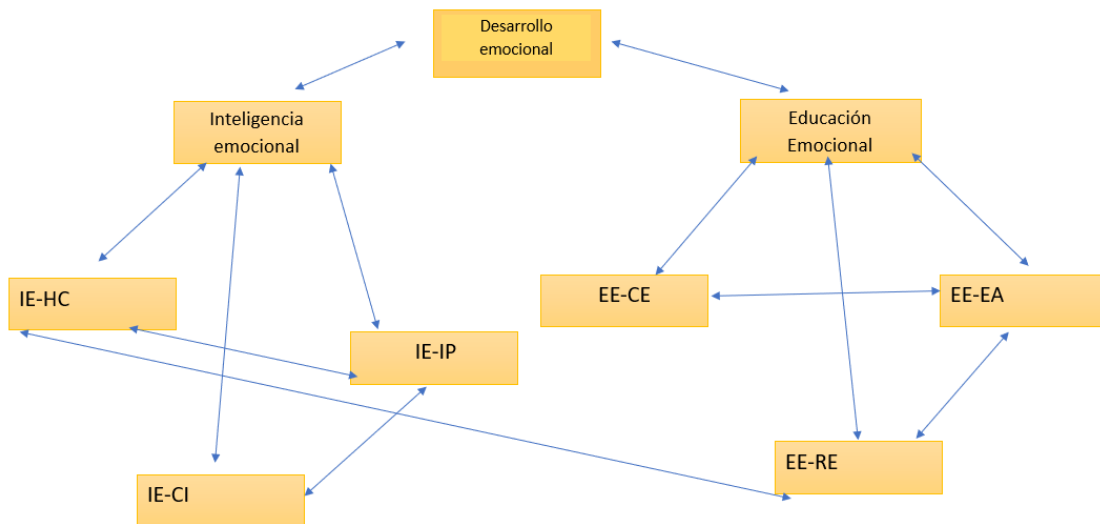 Desarrollo
emocional
Inteligencia
emocional
Educación
Emocional
IE-HC
EE-CE
EE-EA
IE-IP
EE-RE
IE-CI